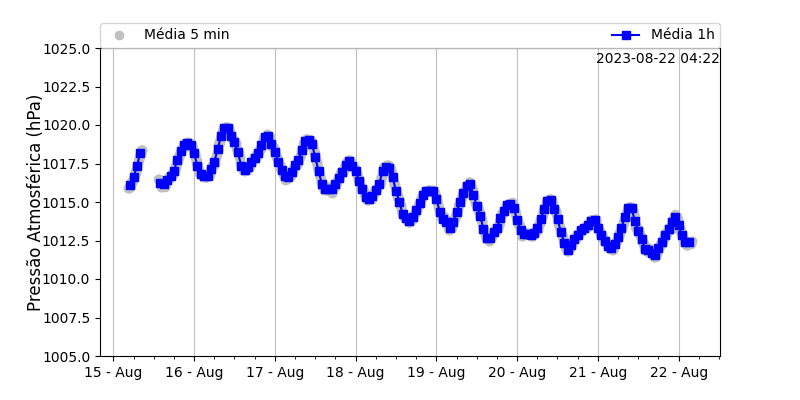 Média 5 min
Média 1h
2023-08-22 04:22
Pressão Atmosférica (hPa)
1025.0
1022.5
1020.0
1017.5
1015.0
1012.5
1010.0
1007.5
1005.0
15 - Aug
16 - Aug
17 - Aug
18 - Aug
19 - Aug
20 - Aug
21 - Aug
22 - Aug